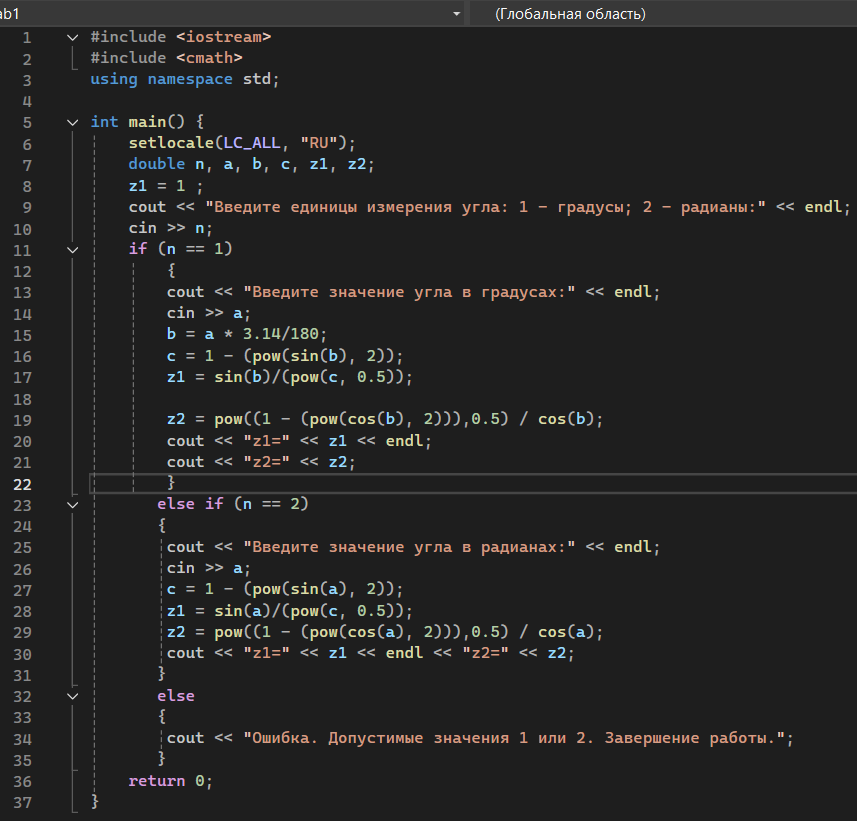 ab1 (Глобальная область)
1 #include <iostream>
2 #include <cmath>
3 using namespace std;
4
5 int main() {
6 setlocale(LC_ALL, "RU");
7 double n, a, b, c, z1, z2;
8 z1 = 1 ;
9 cout << "Введите единицы измерения угла: 1 - градусы; 2 - радианы:" << endl;
10 cin >> n;
11 if (n == 1)
12 {
13 cout << "Введите значение угла в градусах:" << endl;
14 cin >> a;
15 b = a * 3.14/180;
16 c = 1 - (pow(sin(b), 2));
17 z1 = sin(b)/(pow(c, 0.5));
18
19 z2 = pow((1 - (pow(cos(b), 2))),0.5) / cos(b);
20 cout << "z1=" << z1 << endl;
21 cout << "z2=" << z2;
22 }
23 else if (n == 2)
24 {
25 cout << "Введите значение угла в радианах:" << endl;
26 cin >> a;
27 c = 1 - (pow(sin(a), 2));
28 z1 = sin(a)/(pow(c, 0.5));
29 z2 = pow((1 - (pow(cos(a), 2))),0.5) / cos(a);
30 cout << "z1=" << z1 << endl << "z2=" << z2;
31 }
32 else
33 {
34 cout << "Ошибка. Допустимые значения 1 или 2. Завершение работы.";
35 }
36 return 0;
37 }